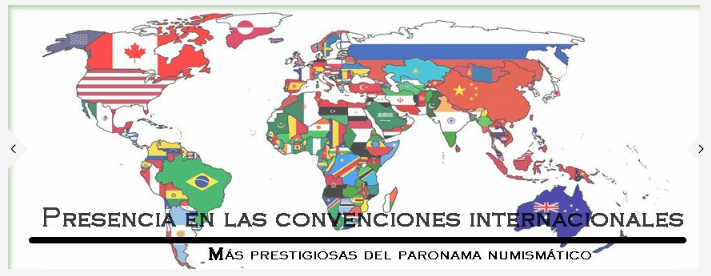 Presencia en las convenciones internacionales
Más prestigiosas del paronama numismático